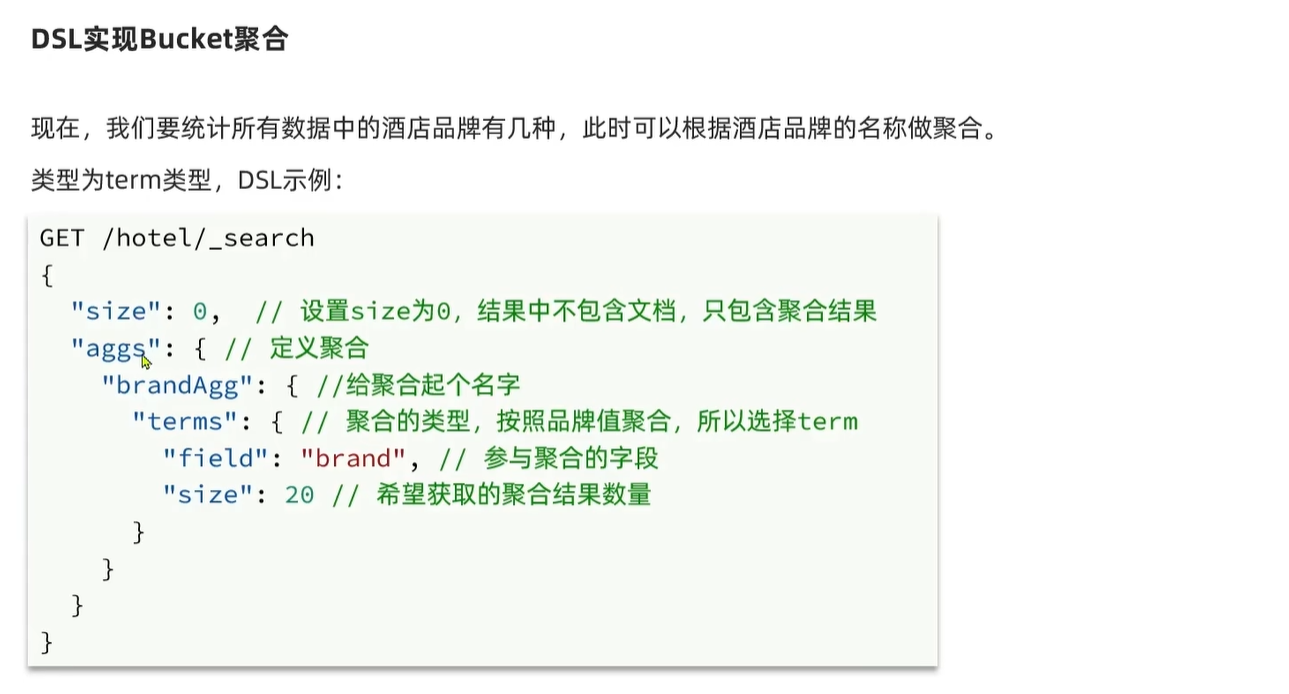 DSL实现Bucket聚合
现在，我们要统计所有数据中的酒店品牌有几种，此时可以根据酒店品牌的名称做聚合。
类型为term类型，DSL示例：
GET /hotel/_search
{
  "size": 0,  // 设置size为0，结果中不包含文档，只包含聚合结果
  "aggs": { // 定义聚合
    "brandAgg": { //给聚合起个名字
      "terms": { // 聚合的类型，按照品牌值聚合，所以选择term
        "field": "brand", // 参与聚合的字段
        "size": 20 // 希望获取的聚合结果数量
      }
    }
  }
}